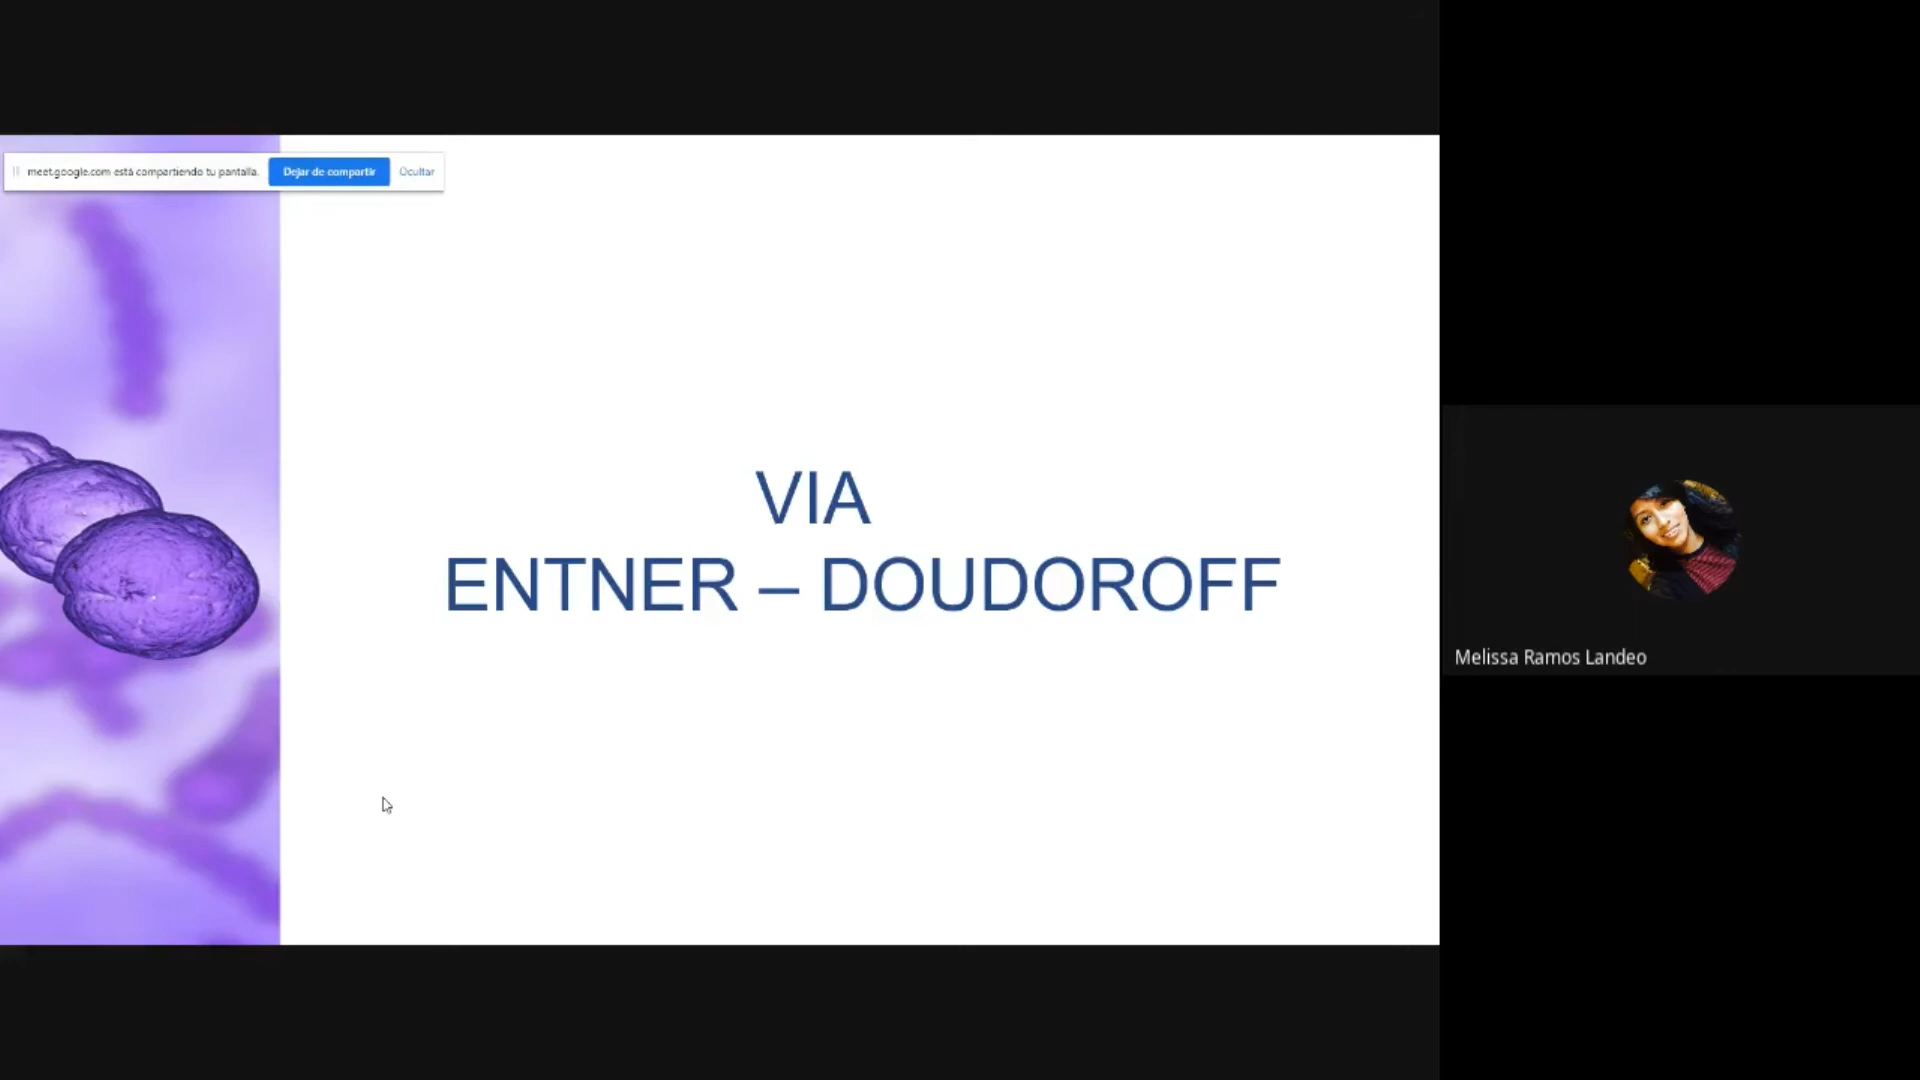 meet.google.com está compartiendo tu pantalla. Dejar de compartir Ocultar
VIA
ENTNER – DOUDOROFF
Melissa Ramos Landeo